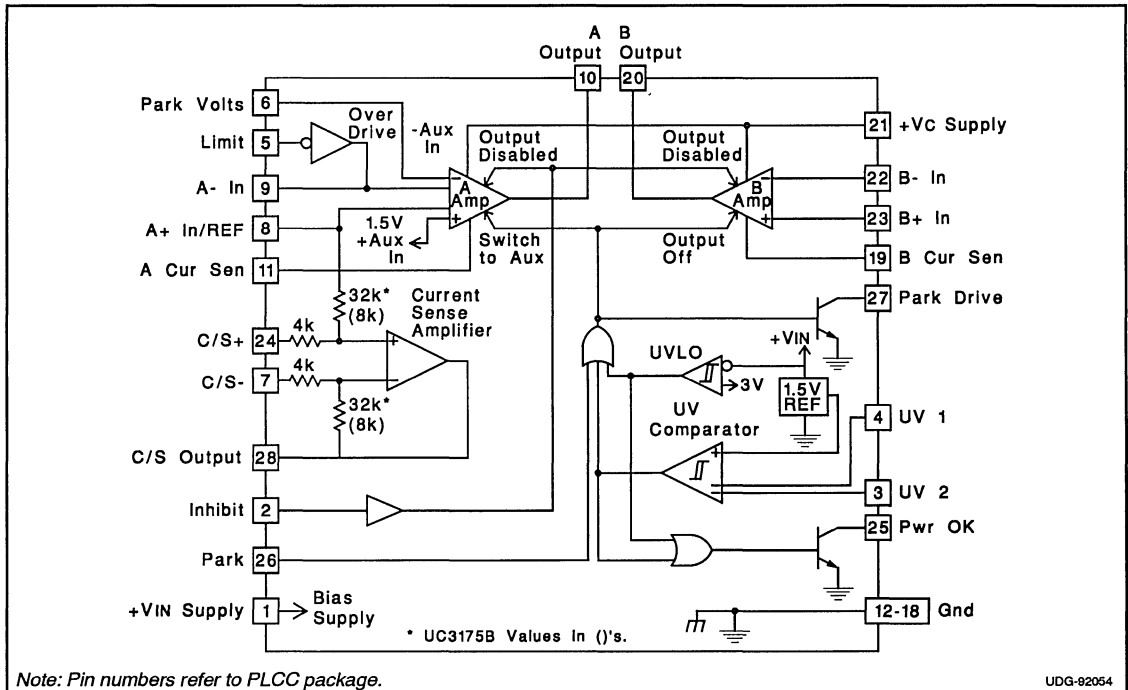 A B
Output Output
10 20
Park Volts 6
Limit 5
A- In 9
A+ In/REF 8
A Cur Sen 11
C/S+ 24
C/S- 7
C/S Output 28
Inhibit 2
Park 26
+VIN Supply 1
Bias
Supply
Over
Drive
-Aux
In
Output
Disabled
Output
Disabled
−
A
Amp
+
−
B
Amp
+
1.5V
+Aux
In
Switch
to Aux
Output
Off
21 +VC Supply
22 B- In
23 B+ In
19 B Cur Sen
27 Park Drive
4 UV 1
3 UV 2
25 Pwr OK
12-18 Gnd
32k*
(8k)
Current
Sense
Amplifier
4k
+
4k
−
32k*
(8k)
UVLO
3V
+VIN
1.5V
REF
UV
Comparator
+
−
−
* UC3175B Values In ()'s.
Note: Pin numbers refer to PLCC package.
UDG-92054